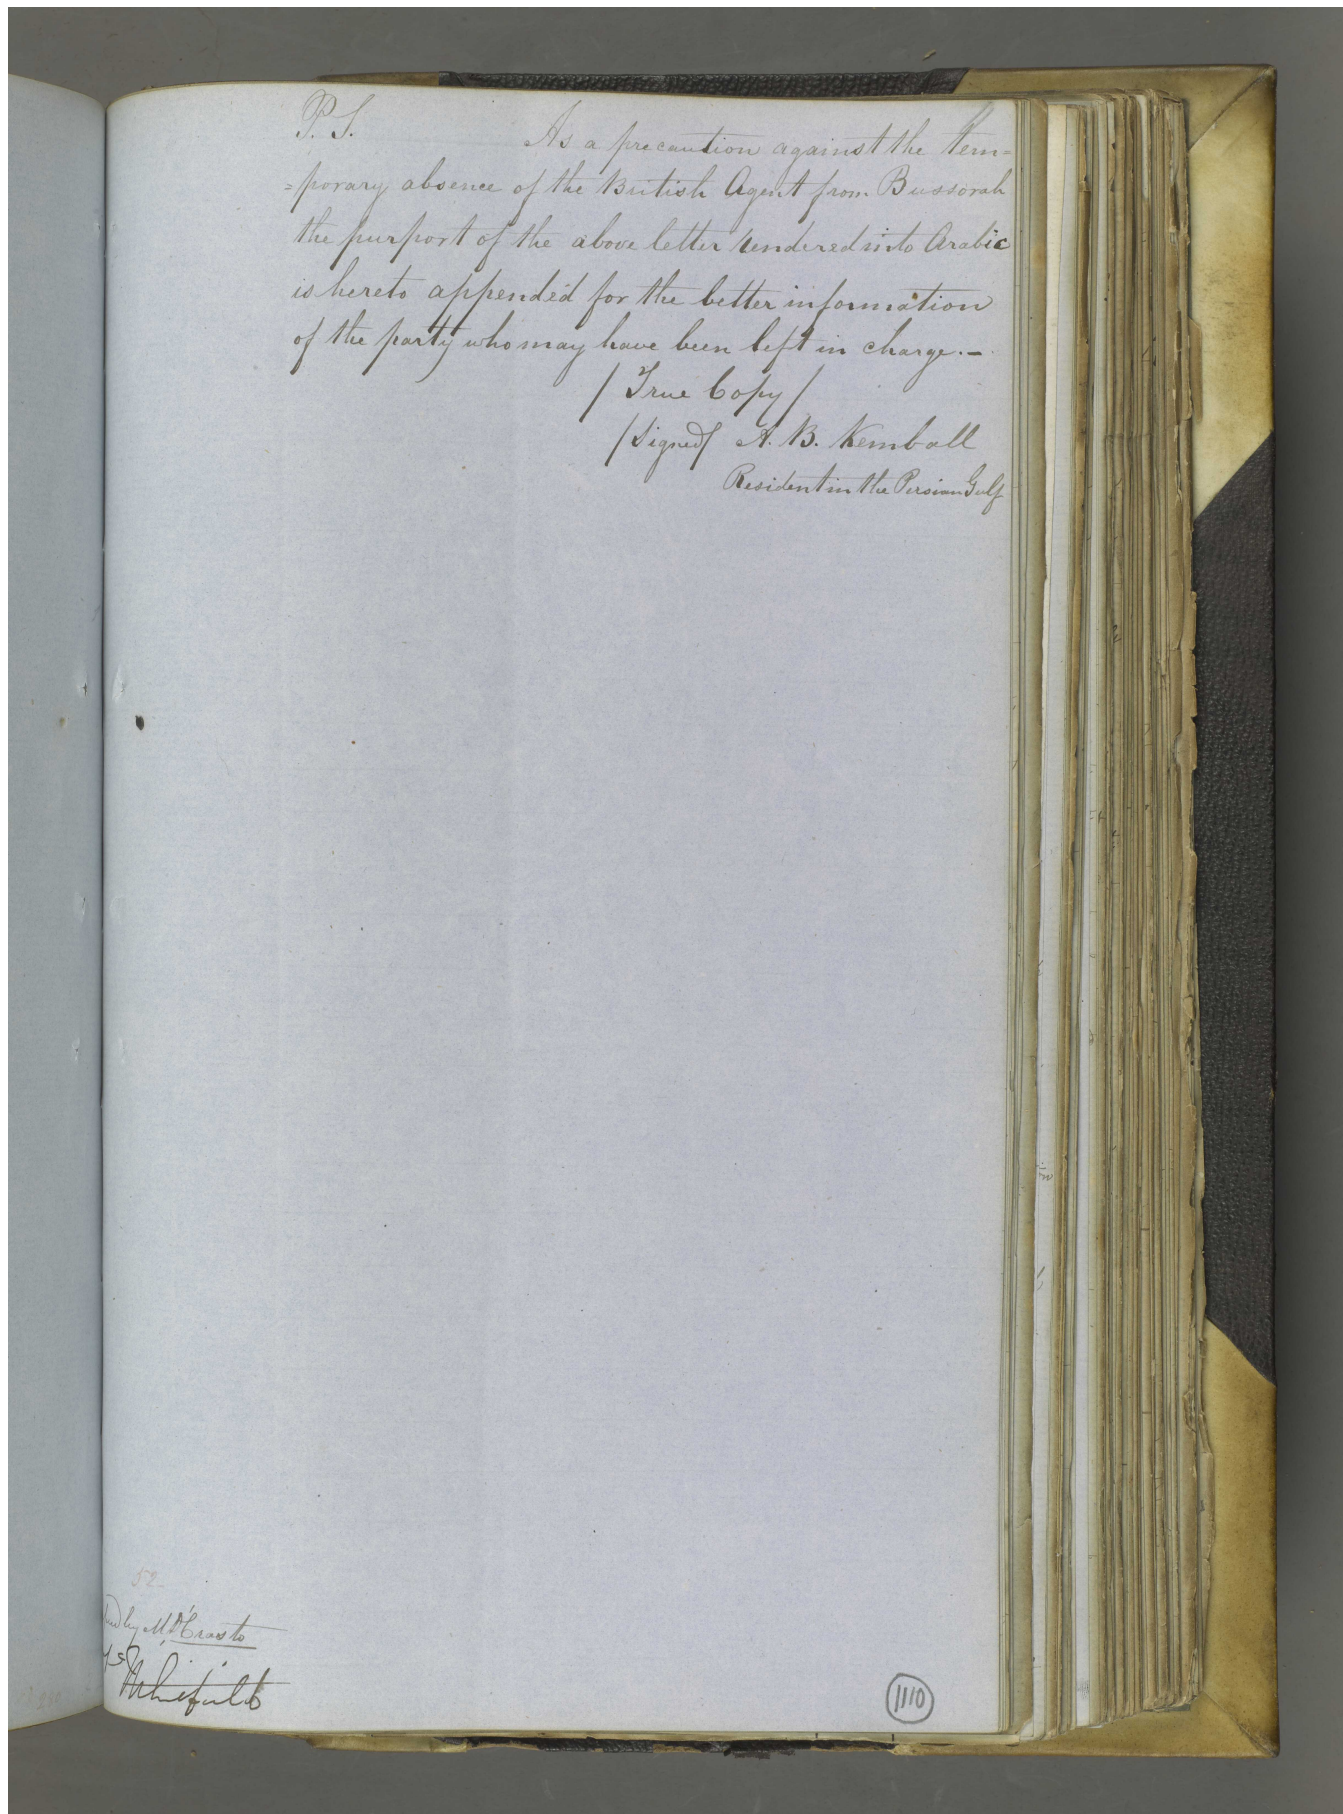 P. S.
As a precaution against the tem=
=porary absence of the British Agent from Bussorah
the purport of the above letter rendered into Arabic
is hereto appended for the better information
of the party who may have been left in charge.-
/ True Copy /
/Signed/ A. B. Kemball
Resident in the Persian Gulf
52
by M. D'Crasto
1110